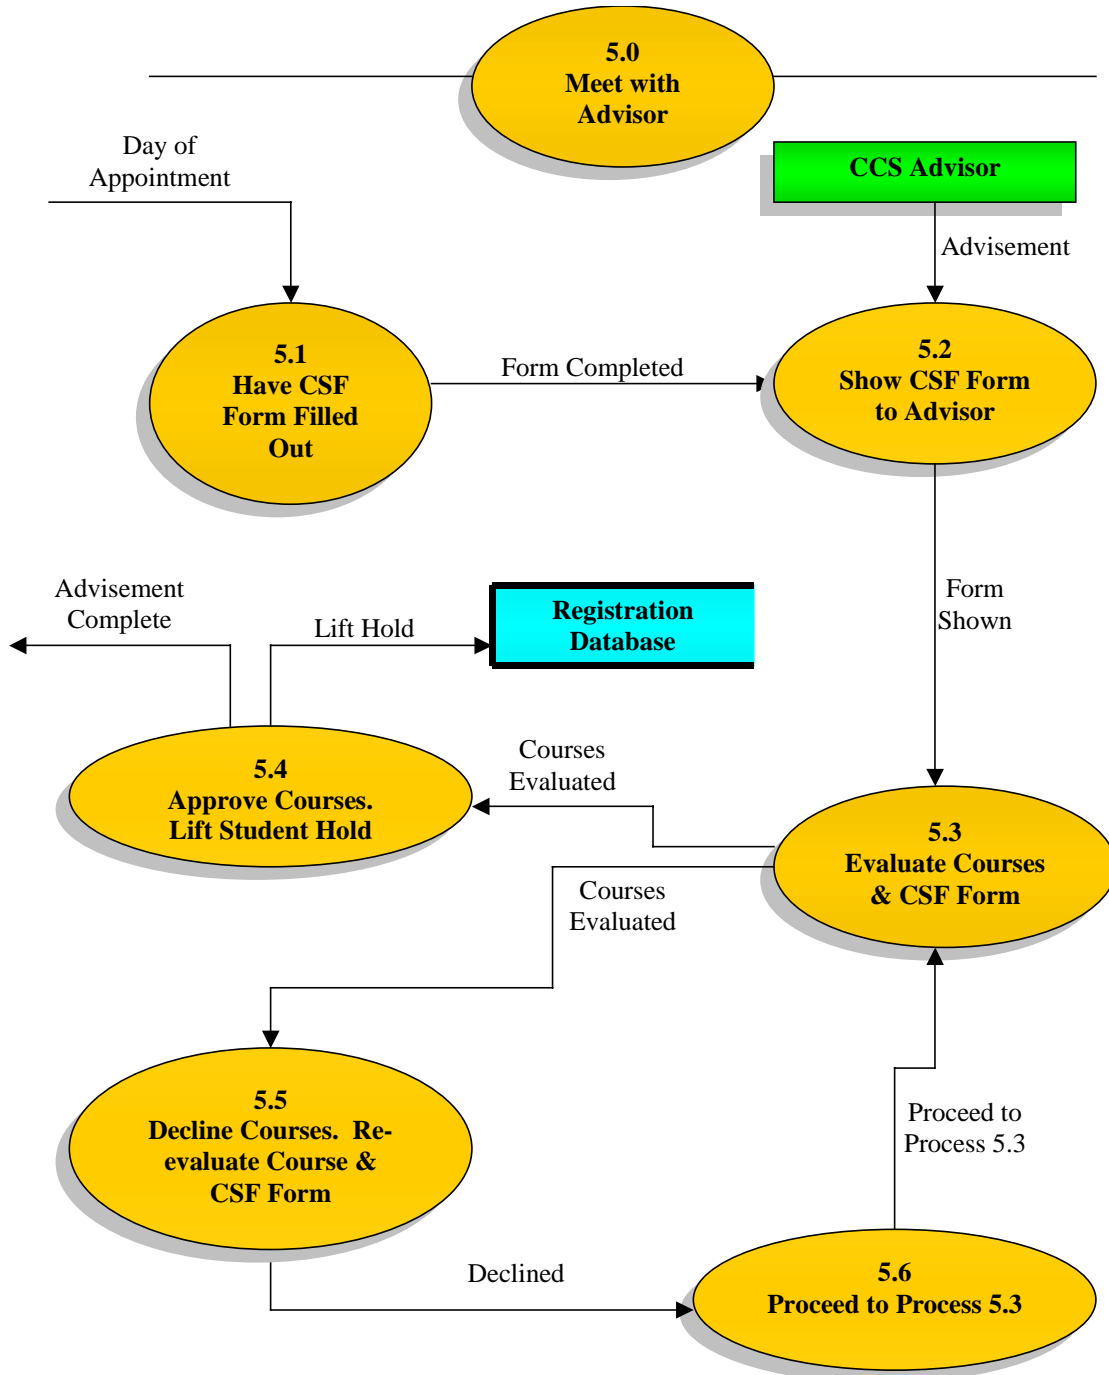 5.0
Meet with
Advisor
Day of
Appointment
CCS Advisor
Advisement
5.1
Have CSF
Form Filled
Out
Form Completed
5.2
Show CSF Form
to Advisor
Advisement
Complete
Lift Hold
Registration
Database
Form
Shown
5.4
Approve Courses.
Lift Student Hold
Courses
Evaluated
5.3
Evaluate Courses
& CSF Form
Courses
Evaluated
5.5
Decline Courses.  Re-
evaluate Course &
CSF Form
Proceed to
Process 5.3
Declined
5.6
Proceed to Process 5.3